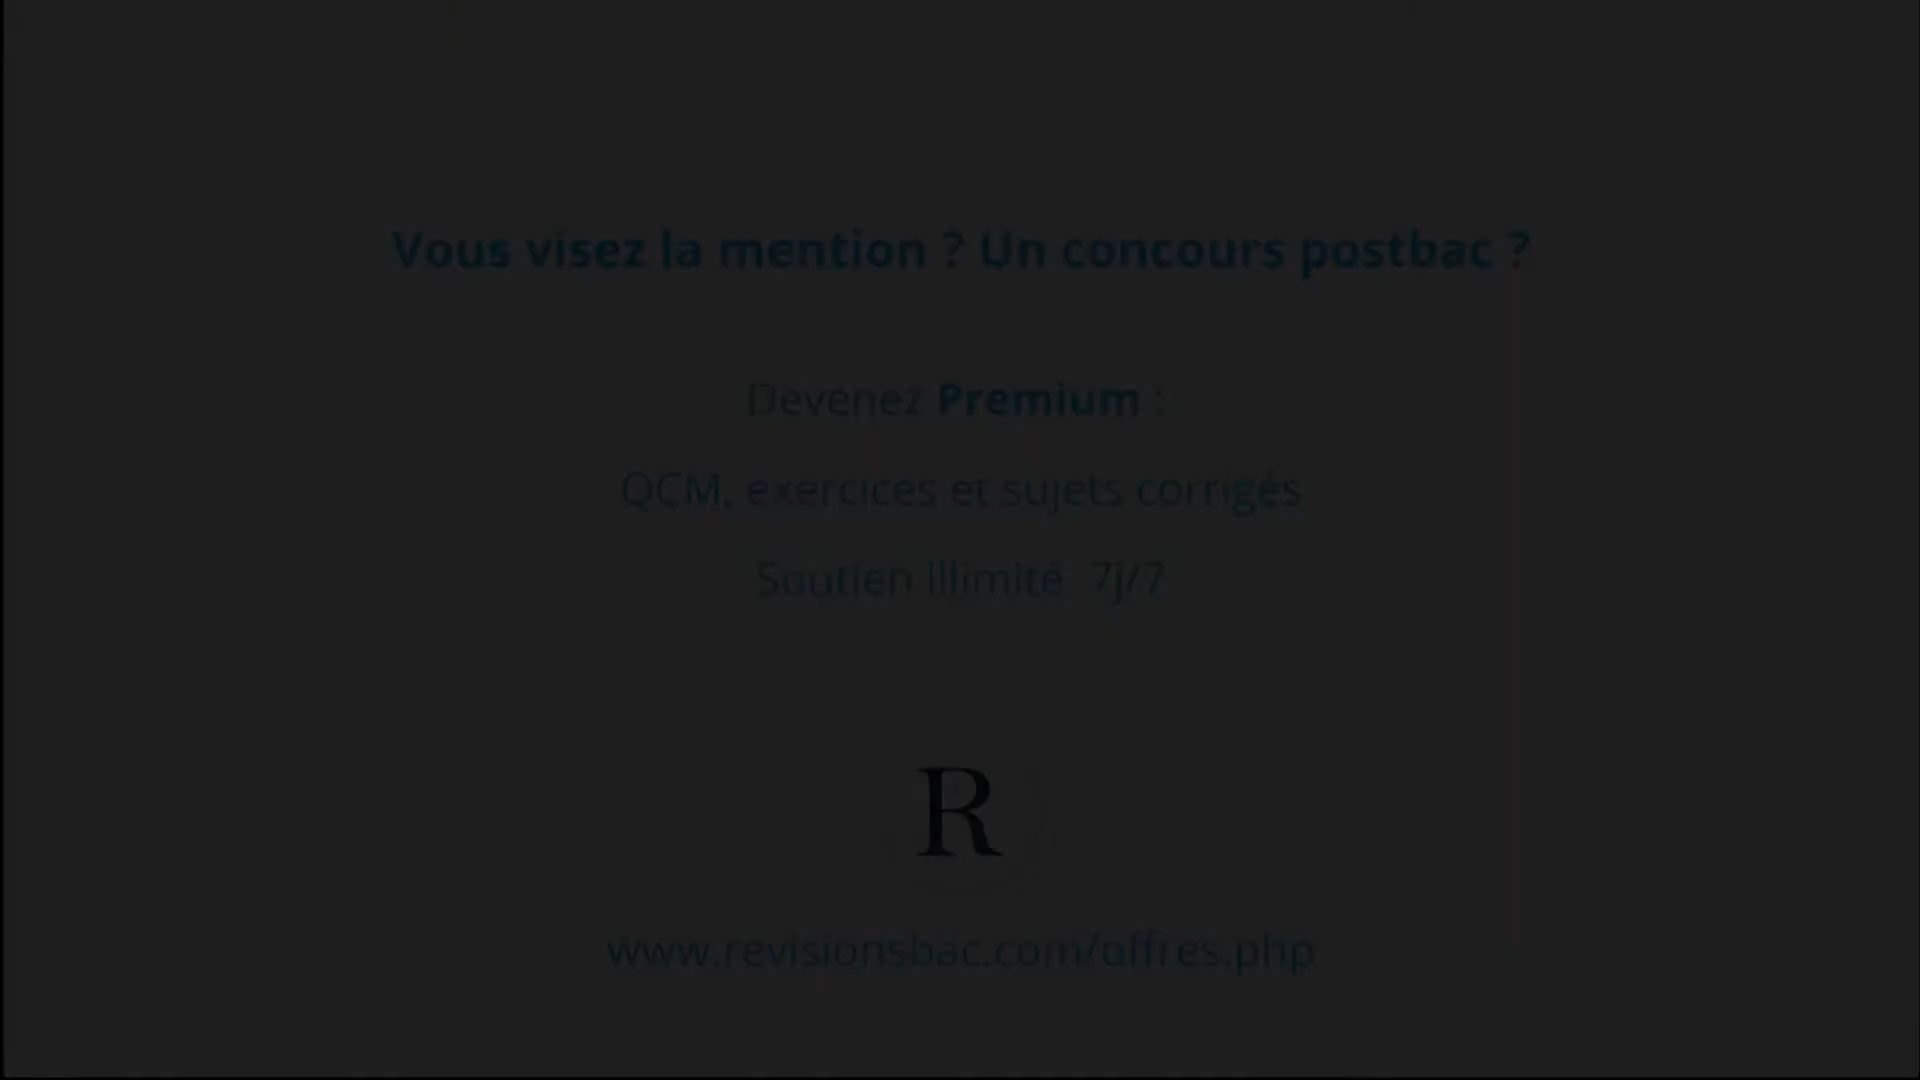 Vous visez la mention ? Un concours postbac ?
Devenez Premium :
QCM, exercices et sujets corrigés
Soutien illimité 7j/7
R
www.revisionsbac.com/offres.php